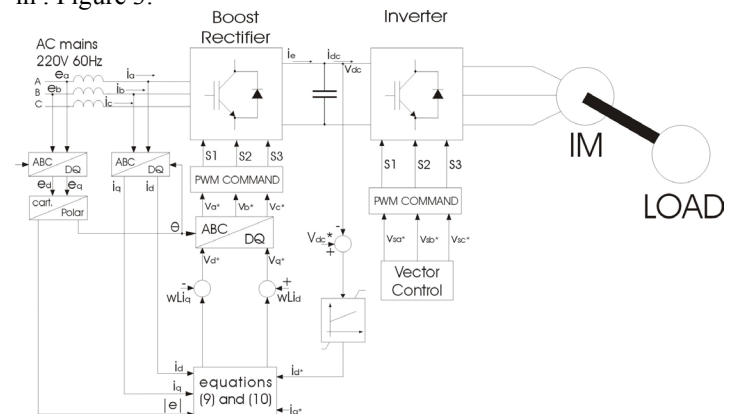 in . Figure 3.
Boost
Rectifier
Inverter
AC mains
220V 60Hz
ea
ia
ie
idc
Vdc
A
B
C
eb
ib
ic
IM
LOAD
S1 S2 S3
S1 S2 S3
ABC
DQ
ABC
DQ
PWM COMMAND
PWM COMMAND
ed eq
iq id
cart.
Polar
Va* Vb* Vc*
Θ
ABC
DQ
Vsa* Vsb* Vsc*
-
Vdc*
+
Vd* Vq*
Vector
Control
-
+
wLiq
wLid
id
id*
iq
equations
(9) and (10)
|e|
iq*